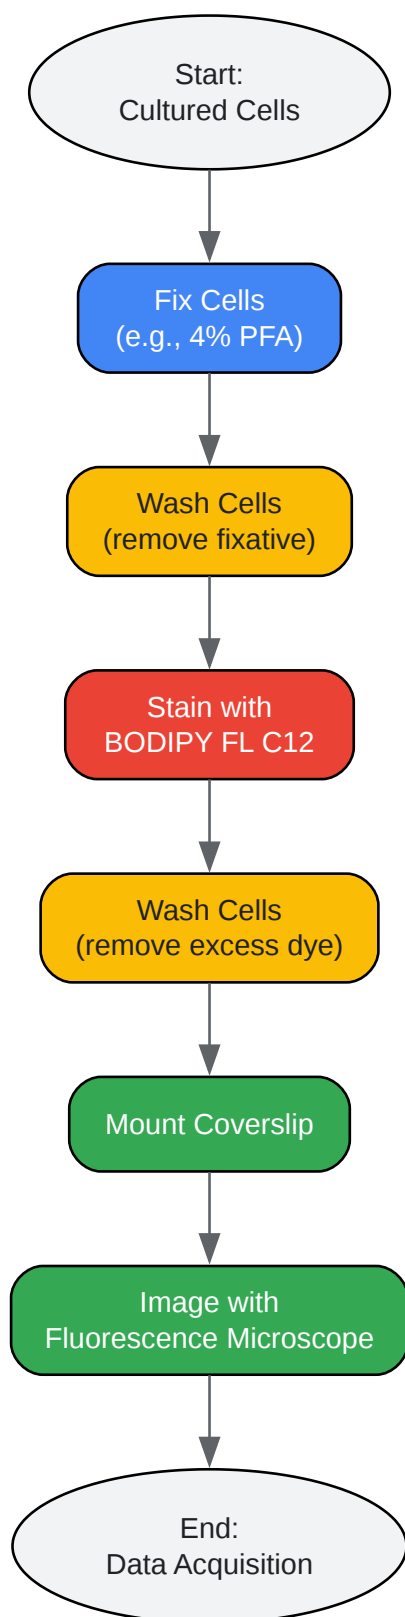 Start:
Cultured Cells
Fix Cells
(e.g., 4% PFA)
Wash Cells
(remove fixative)
Stain with
BODIPY FL C12
Wash Cells
(remove excess dye)
Mount Coverslip
Image with
Fluorescence Microscope
End:
Data Acquisition